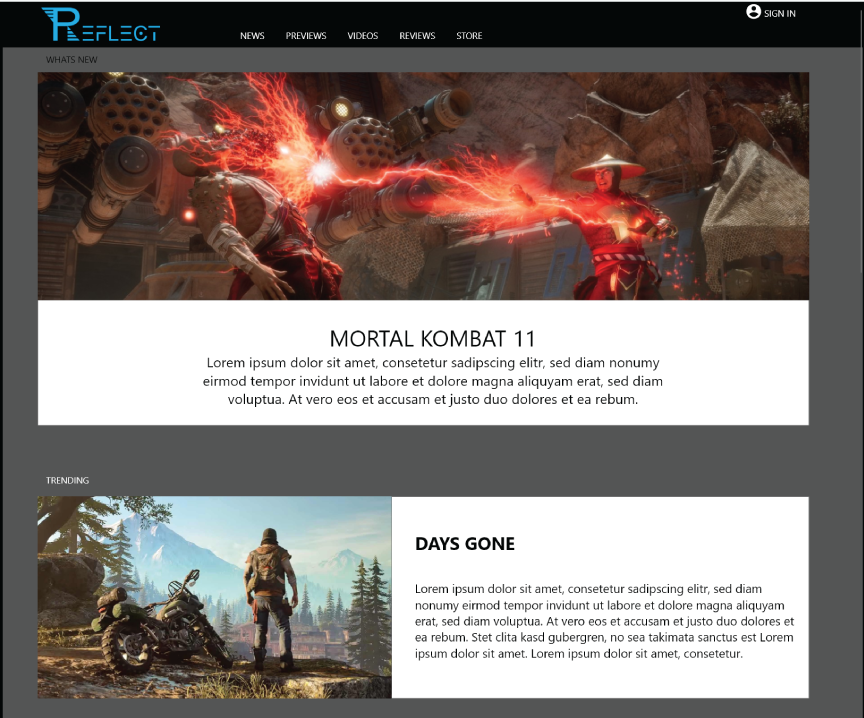 REFLECT
SIGN IN
NEWS PREVIEWS VIDEOS REVIEWS STORE
WHATS NEW
MORTAL KOMBAT 11
Lorem ipsum dolor sit amet, consetetur sadipscing elitr, sed diam nonumy
eirmod tempor invidunt ut labore et dolore magna aliquyam erat, sed diam
voluptua. At vero eos et accusam et justo duo dolores et ea rebum.
TRENDING
DAYS GONE
Lorem ipsum dolor sit amet, consetetur sadipscing elitr, sed diam
nonumy eirmod tempor invidunt ut labore et dolore magna aliquyam
erat, sed diam voluptua. At vero eos et accusam et justo duo dolores et
ea rebum. Stet clita kasd gubergren, no sea takimata sanctus est Lorem
ipsum dolor sit amet. Lorem ipsum dolor sit amet, consetetur.